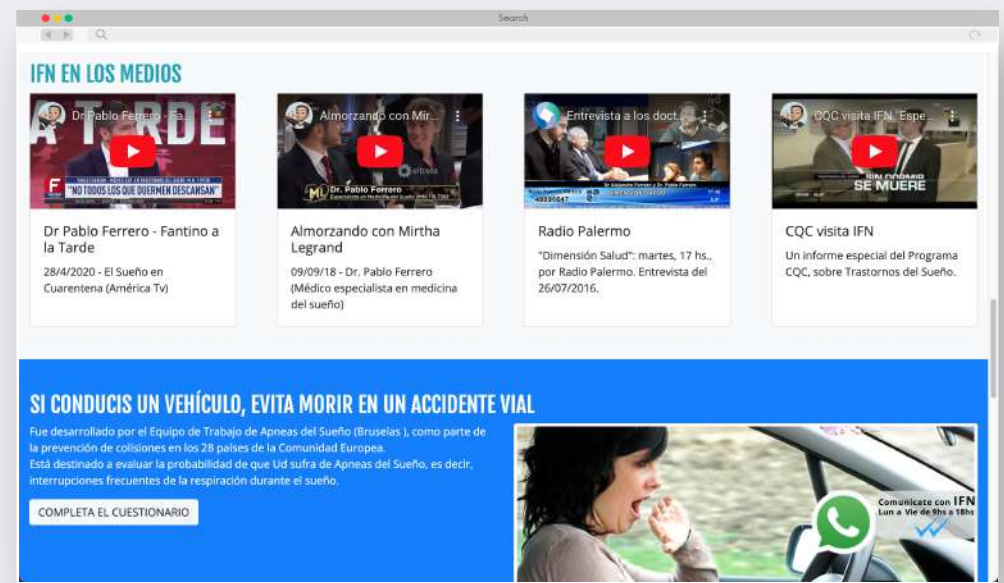 Search
IFN EN LOS MEDIOS
Dr Pablo Ferrero - Fa...
A TARDE
"NO TODOS LOS QUE DUERMEN DESCANSAN"
Dr Pablo Ferrero - Fantino a
la Tarde
28/4/2020 - El Sueño en
Cuarentena (América Tv)
Almorzando con Mir...
ML
Dr. Pablo Ferrero
Almorzando con Mirtha
Legrand
09/09/18 - Dr. Pablo Ferrero
(Médico especialista en medicina
del sueño)
Entrevista a los doct...
Radio Palermo
"Dimensión Salud": martes, 17 hs.,
por Radio Palermo. Entrevista del
26/07/2016.
CQC visita IFN "Espe...
SIN DORMIR
SE MUERE
CQC visita IFN
Un informe especial del Programa
CQC, sobre Trastornos del Sueño.
SI CONDUCIS UN VEHÍCULO, EVITA MORIR EN UN ACCIDENTE VIAL
Fue desarrollado por el Equipo de Trabajo de Apneas del Sueño (Bruselas ), como parte de
la prevención de colisiones en los 28 países de la Comunidad Europea.
Está destinado a evaluar la probabilidad de que Ud sufra de Apneas del Sueño, es decir,
interrupciones frecuentes de la respiración durante el sueño.
COMPLETA EL CUESTIONARIO
Comunicate con IFN
Lun a Vie de 9hs a 18hs